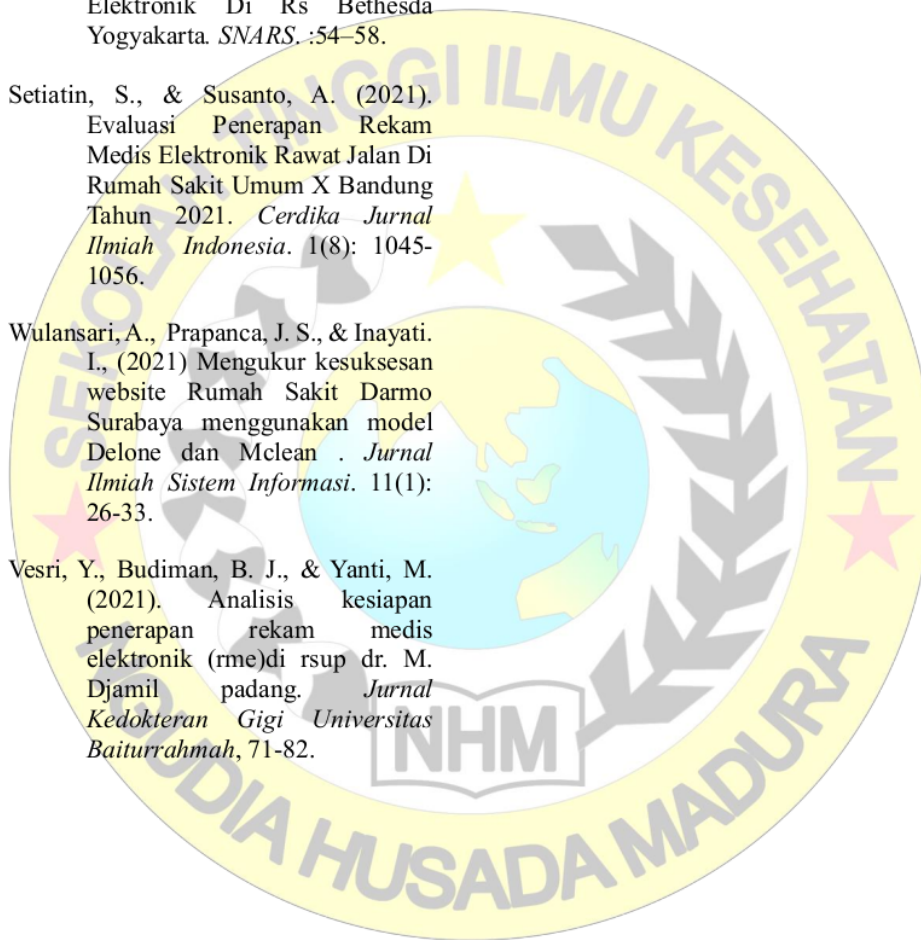 Elektronik Di Rs Bethesda
Yogyakarta. SNARS. :54–58.
Setiatin, S., & Susanto, A. (2021).
Evaluasi Penerapan Rekam
Medis Elektronik Rawat Jalan Di
Rumah Sakit Umum X Bandung
Tahun 2021. Cerdika Jurnal
Ilmiah Indonesia. 1(8): 1045-
1056.
Wulansari, A., Prapanca, J. S., & Inayati.
I., (2021) Mengukur kesuksesan
website Rumah Sakit Darmo
Surabaya menggunakan model
Delone dan Mclean . Jurnal
Ilmiah Sistem Informasi. 11(1):
26-33.
Vesri, Y., Budiman, B. J., & Yanti, M.
(2021). Analisis kesiapan
penerapan rekam medis
elektronik (rme)di rsup dr. M.
Djamil padang. Jurnal
Kedokteran Gigi Universitas
Baiturrahmah, 71-82.
SEKOLAH TINGGI ILMU KESEHATAN
NHM
NGUDIA HUSADA MADURA